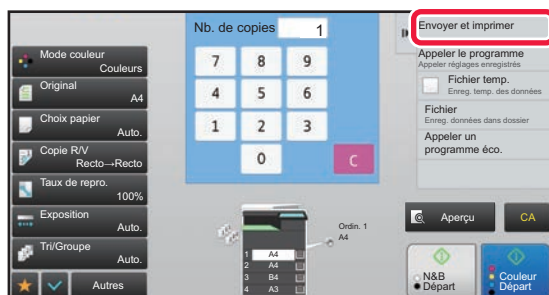 Nb. de copies 1
Envoyer et imprimer
Mode couleur
Couleurs
Original
A4
Choix papier
Auto.
Copie R/V
Recto→Recto
Taux de repro.
100%
Exposition
Auto.
Tri/Groupe
Auto.
Autres
7 8 9
4 5 6
1 2 3
0 C
Ordin. 1
A4
1 A4
2 A4
3 B4
4 A3
Appeler le programme
Appeler réglages enregistrés
Fichier temp.
Enreg. temp. des données
Fichier
Enreg. données dans dossier
Appeler un
programme éco.
Aperçu
CA
N&B
Départ
Couleur
Départ